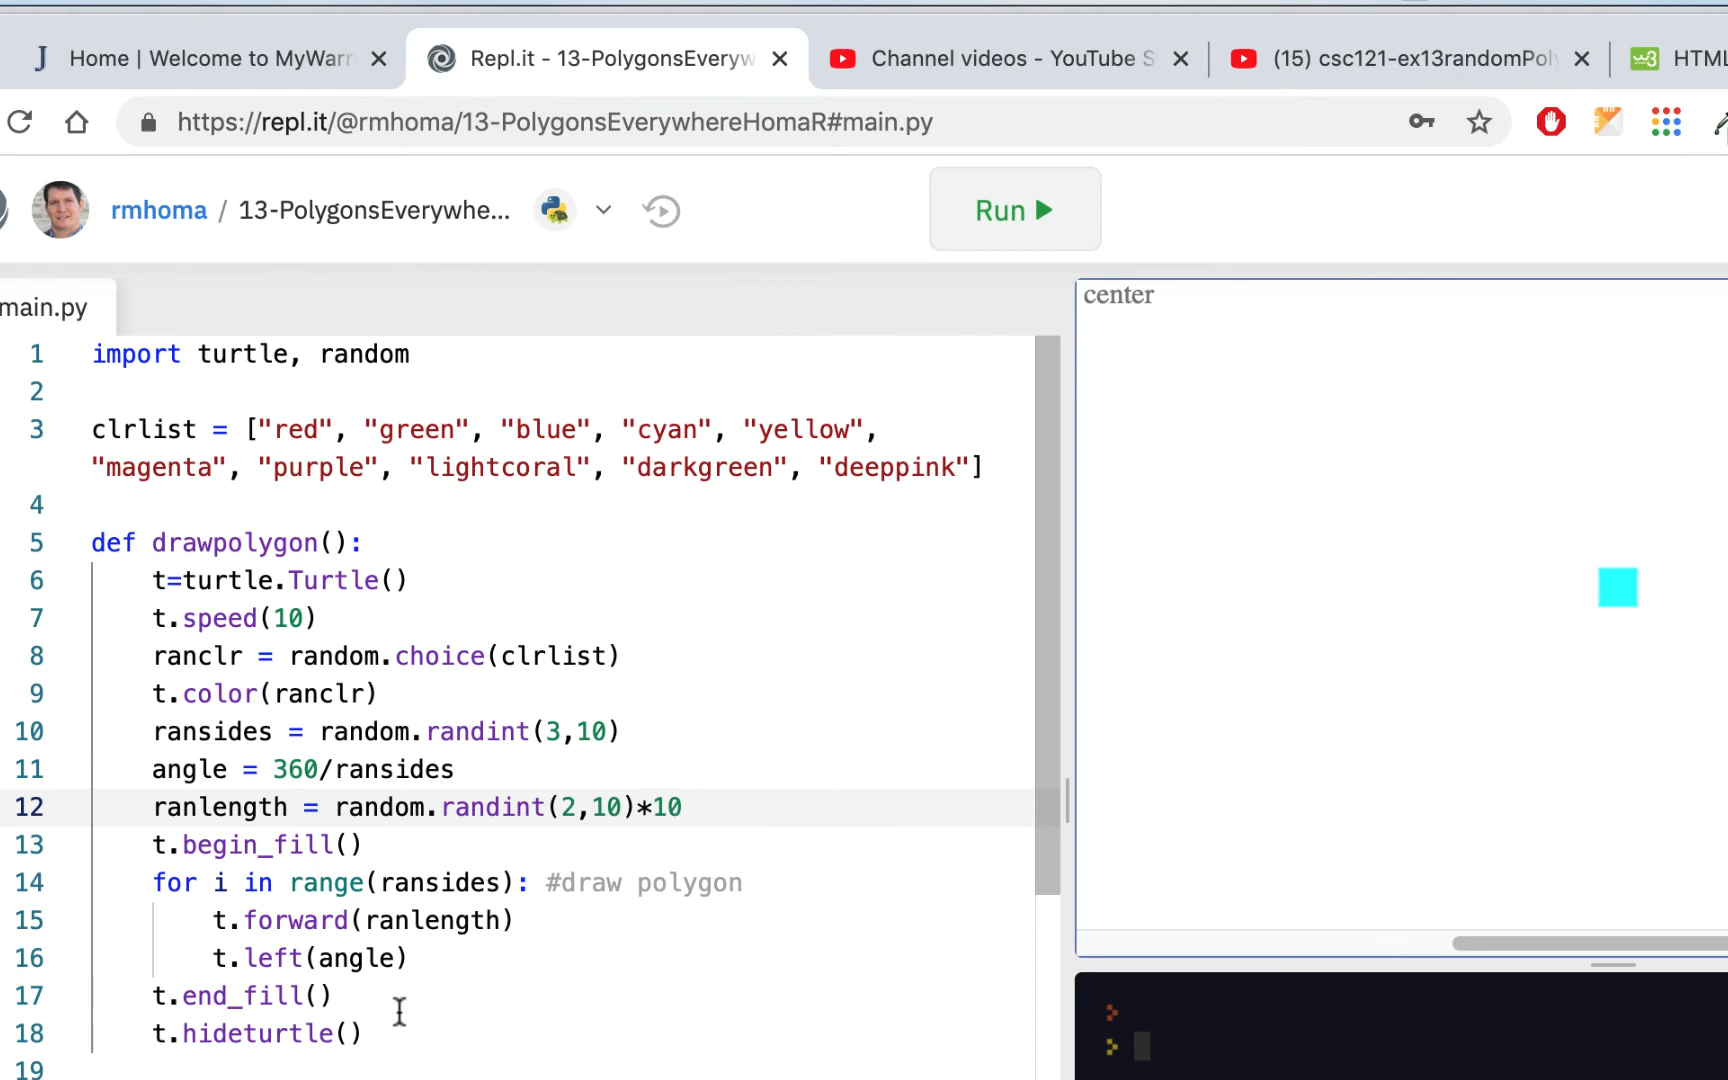 J Home | Welcome to MyWarr
Repl.it - 13-PolygonsEveryw
Channel videos - YouTube S
(15) csc121-ex13randomPoly
w3 HTML
https://repl.it/@rmhoma/13-PolygonsEverywhereHomaR#main.py
rmhoma / 13-PolygonsEverywhe...
Run
main.py
center
1 import turtle, random
2
3 clrlist = ["red", "green", "blue", "cyan", "yellow",
"magenta", "purple", "lightcoral", "darkgreen", "deeppink"]
4
5 def drawpolygon():
6 t=turtle.Turtle()
7 t.speed(10)
8 ranclr = random.choice(clrlist)
9 t.color(ranclr)
10 ransides = random.randint(3,10)
11 angle = 360/ransides
12 ranlength = random.randint(2,10)*10
13 t.begin_fill()
14 for i in range(ransides): #draw polygon
15 t.forward(ranlength)
16 t.left(angle)
17 t.end_fill()
18 t.hideturtle()
19